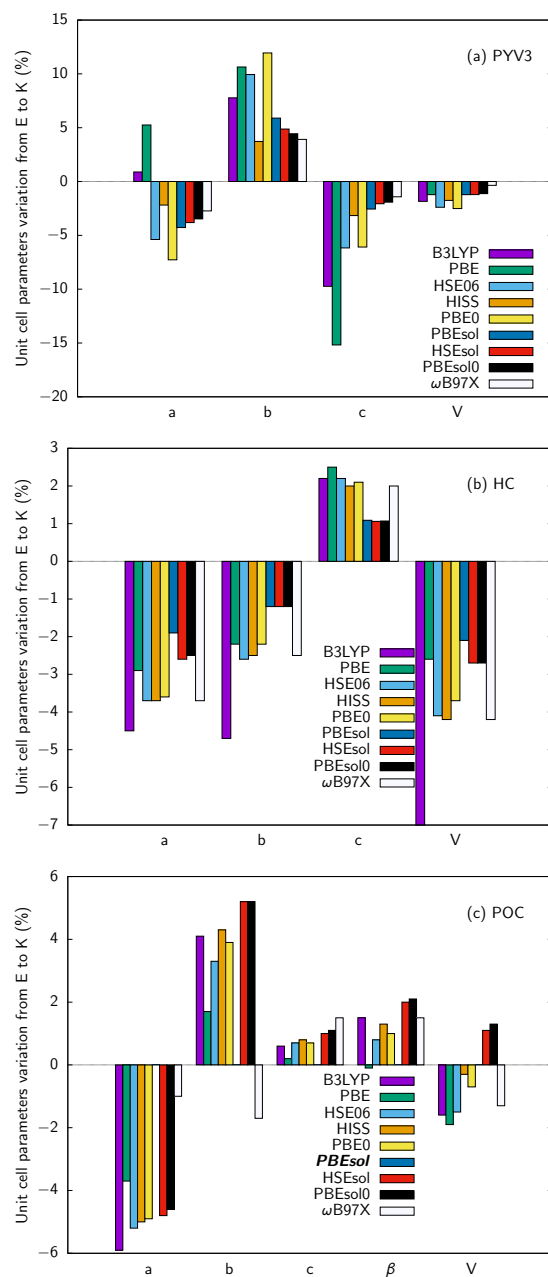 Unit cell parameters variation from E to K (%)
15
10
5
0
−5
−10
−15
−20
(a) PYV3
B3LYP
PBE
HSE06
HISS
PBE0
PBEsol
HSEsol
PBEsol0
ωB97X
a b c V
Unit cell parameters variation from E to K (%)
3
2
1
0
−1
−2
−3
−4
−5
−6
−7
(b) HC
B3LYP
PBE
HSE06
HISS
PBE0
PBEsol
HSEsol
PBEsol0
ωB97X
a b c V
Unit cell parameters variation from E to K (%)
6
4
2
0
−2
−4
−6
(c) POC
B3LYP
PBE
HSE06
HISS
PBE0
PBEsol
HSEsol
PBEsol0
ωB97X
a b c β V